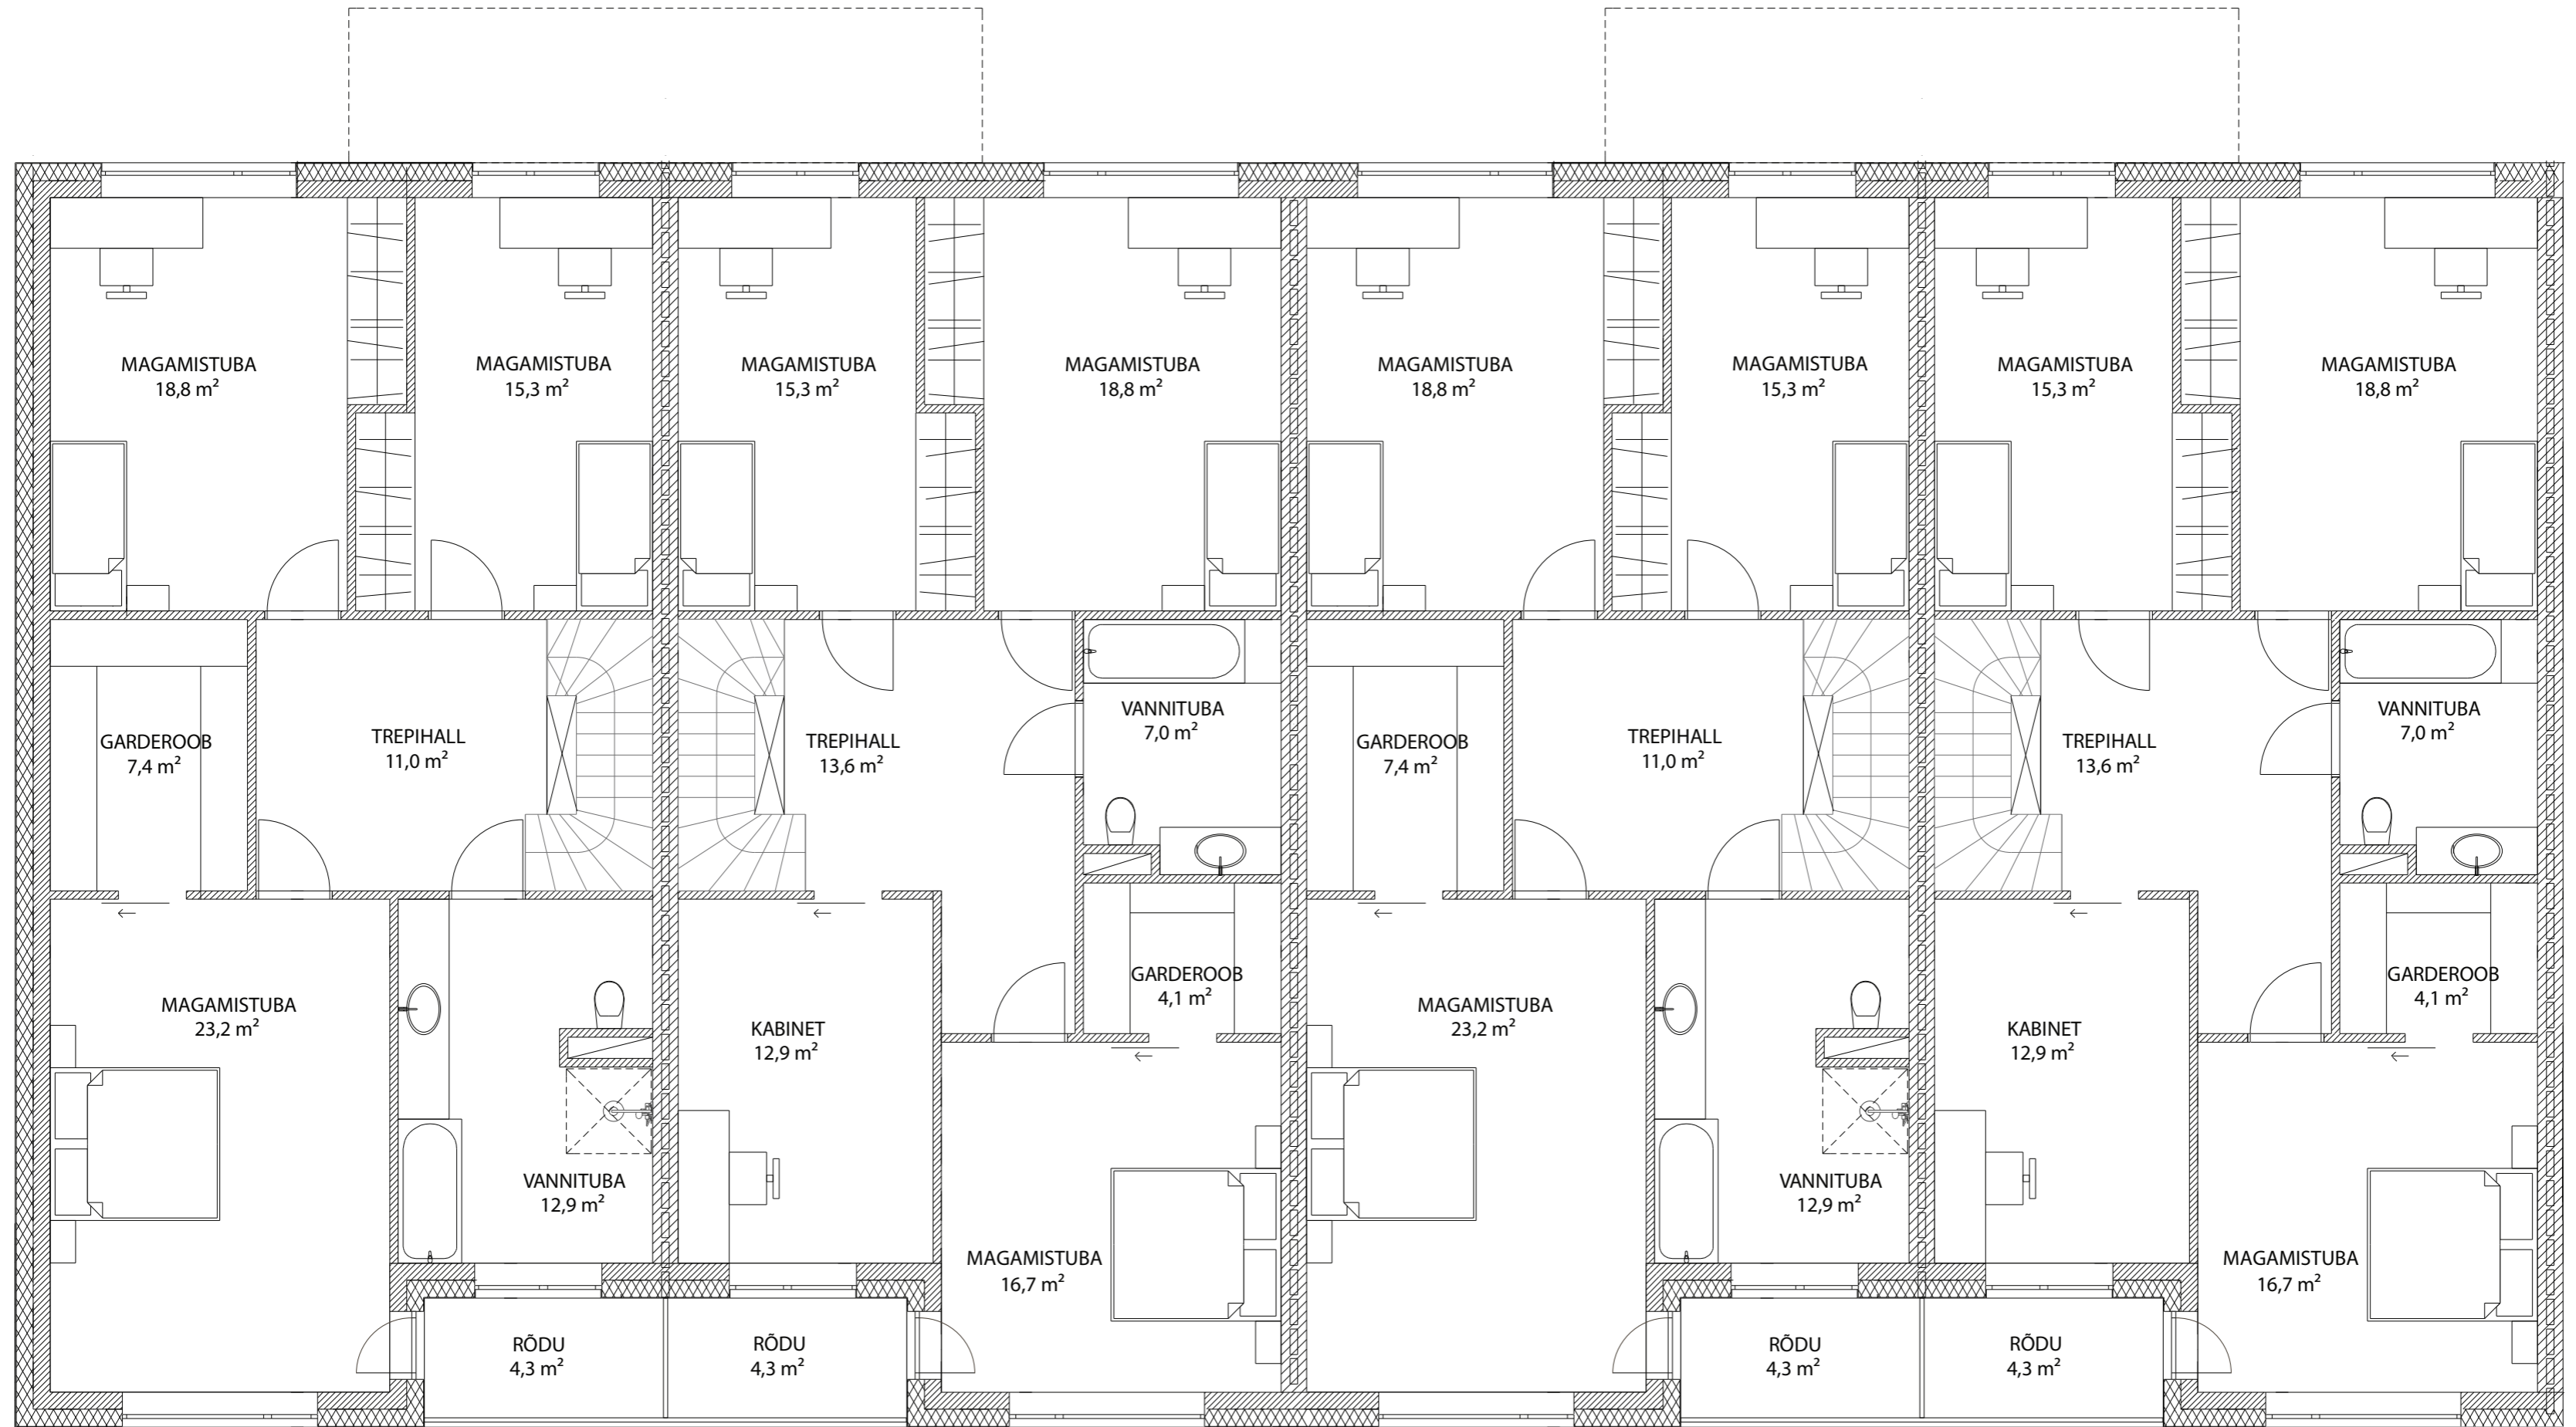 MAGAMISTUBA
18,8 m²
MAGAMISTUBA
15,3 m²
MAGAMISTUBA
15,3 m²
MAGAMISTUBA
18,8 m²
MAGAMISTUBA
18,8 m²
MAGAMISTUBA
15,3 m²
MAGAMISTUBA
15,3 m²
MAGAMISTUBA
18,8 m²
GARDEROOB
7,4 m²
TREPIHALL
11,0 m²
TREPIHALL
13,6 m²
VANNITUBA
7,0 m²
GARDEROOB
7,4 m²
TREPIHALL
11,0 m²
TREPIHALL
13,6 m²
VANNITUBA
7,0 m²
MAGAMISTUBA
23,2 m²
KABINET
12,9 m²
GARDEROOB
4,1 m²
MAGAMISTUBA
23,2 m²
KABINET
12,9 m²
GARDEROOB
4,1 m²
VANNITUBA
12,9 m²
MAGAMISTUBA
16,7 m²
VANNITUBA
12,9 m²
MAGAMISTUBA
16,7 m²
RÕDU
4,3 m²
RÕDU
4,3 m²
RÕDU
4,3 m²
RÕDU
4,3 m²